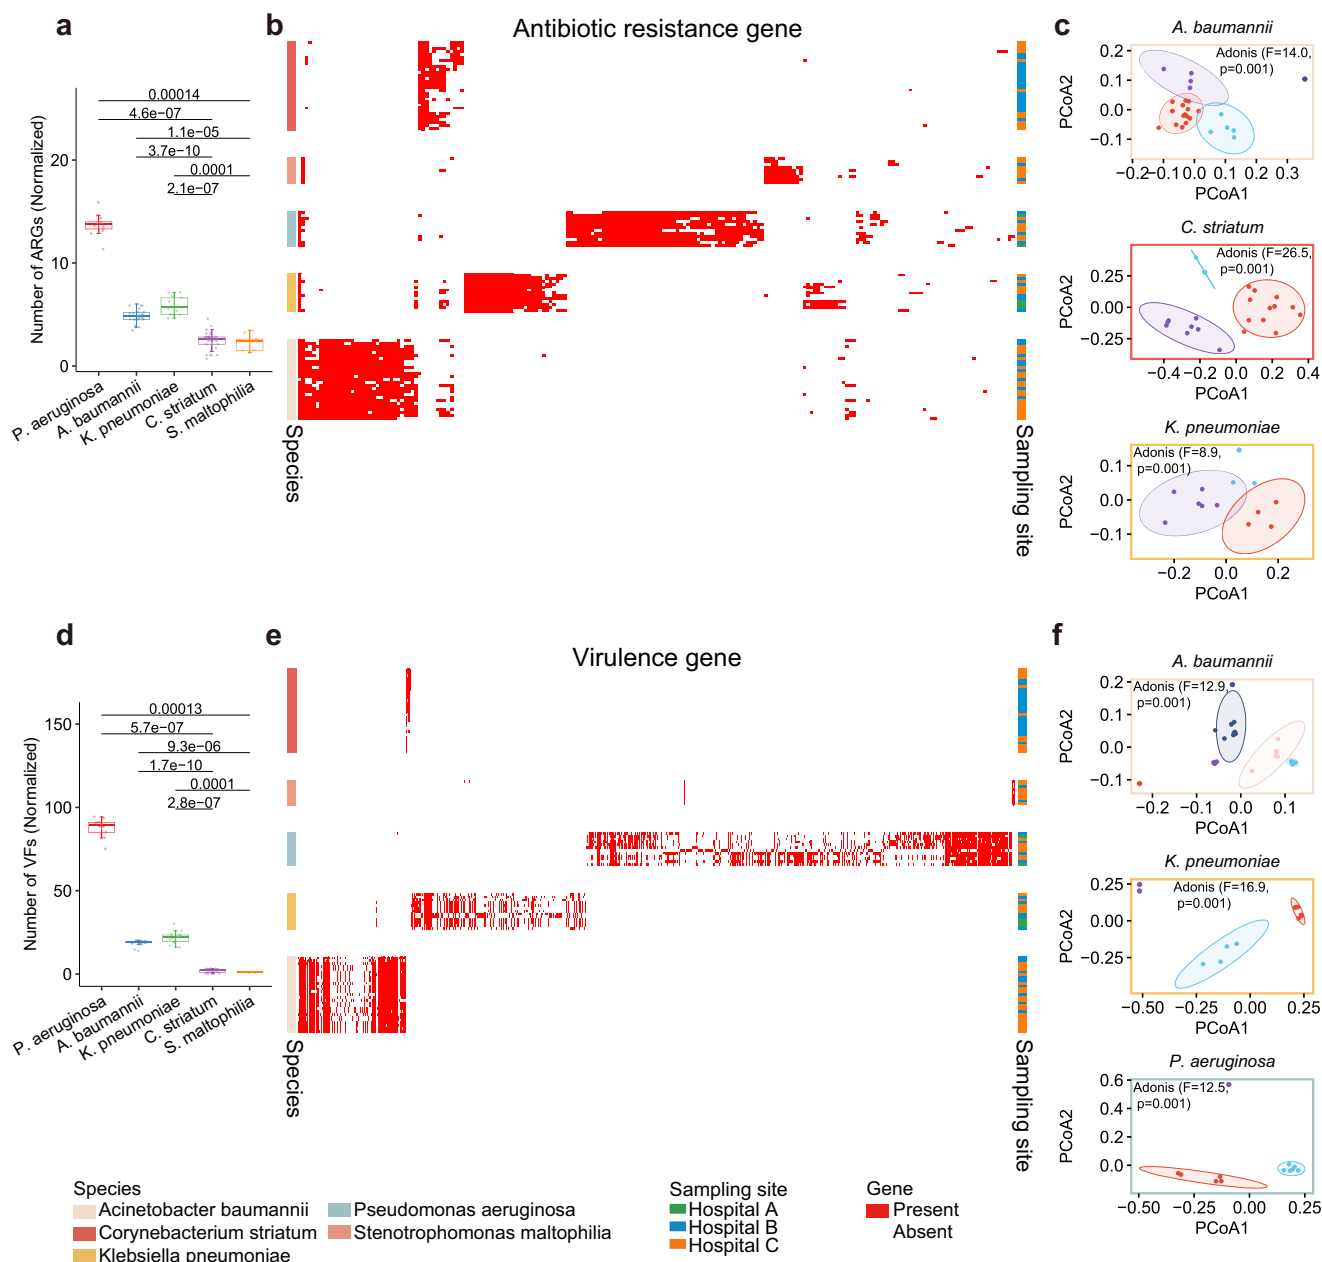 a
Number of ARGs (Normalized)
20
10
0
0.00014
4.6e−07
1.1e−05
3.7e−10
0.0001
2.1e−07
P. aeruginosa
A. baumannii
K. pneumoniae
C. striatum
S. maltophilia
b
Antibiotic resistance gene
Species
Sampling site
c
A. baumannii
Adonis (F=14.0,
p=0.001)
PCoA2
0.2
0.1
0.0
−0.1
−0.2
−0.1
0.0
0.1
0.2
0.3
PCoA1
C. striatum
Adonis (F=26.5,
p=0.001)
PCoA2
0.25
0.00
−0.25
−0.4
−0.2
0.0
0.2
0.4
PCoA1
K. pneumoniae
Adonis (F=8.9,
p=0.001)
PCoA2
0.1
0.0
−0.1
−0.2
0.0
0.2
PCoA1
d
Number of VFs (Normalized)
150
100
50
0
0.00013
5.7e−07
9.3e−06
1.7e−10
0.0001
2.8e−07
P. aeruginosa
A. baumannii
K. pneumoniae
C. striatum
S. maltophilia
e
Virulence gene
Species
Sampling site
f
A. baumannii
Adonis (F=12.9,
p=0.001)
PCoA2
0.2
0.1
0.0
−0.1
−0.2
−0.1
0.0
0.1
PCoA1
K. pneumoniae
Adonis (F=16.9,
p=0.001)
PCoA2
0.25
0.00
−0.25
−0.50
−0.25
0.00
0.25
PCoA1
P. aeruginosa
Adonis (F=12.5,
p=0.001)
PCoA2
0.6
0.4
0.2
0.0
−0.50
−0.25
0.00
0.25
PCoA1
Species
Acinetobacter baumannii
Corynebacterium striatum
Klebsiella pneumoniae
Pseudomonas aeruginosa
Stenotrophomonas maltophilia
Sampling site
Hospital A
Hospital B
Hospital C
Gene
Present
Absent